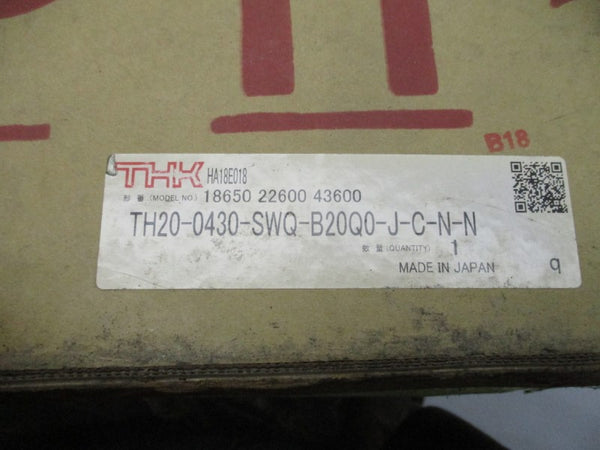 B18
THK HA18E018
形 番 (MODEL NO.) 18650 22600 43600
TH20-0430-SWQ-B20Q0-J-C-N-N
数 量 (QUANTITY) 1
MADE IN JAPAN q